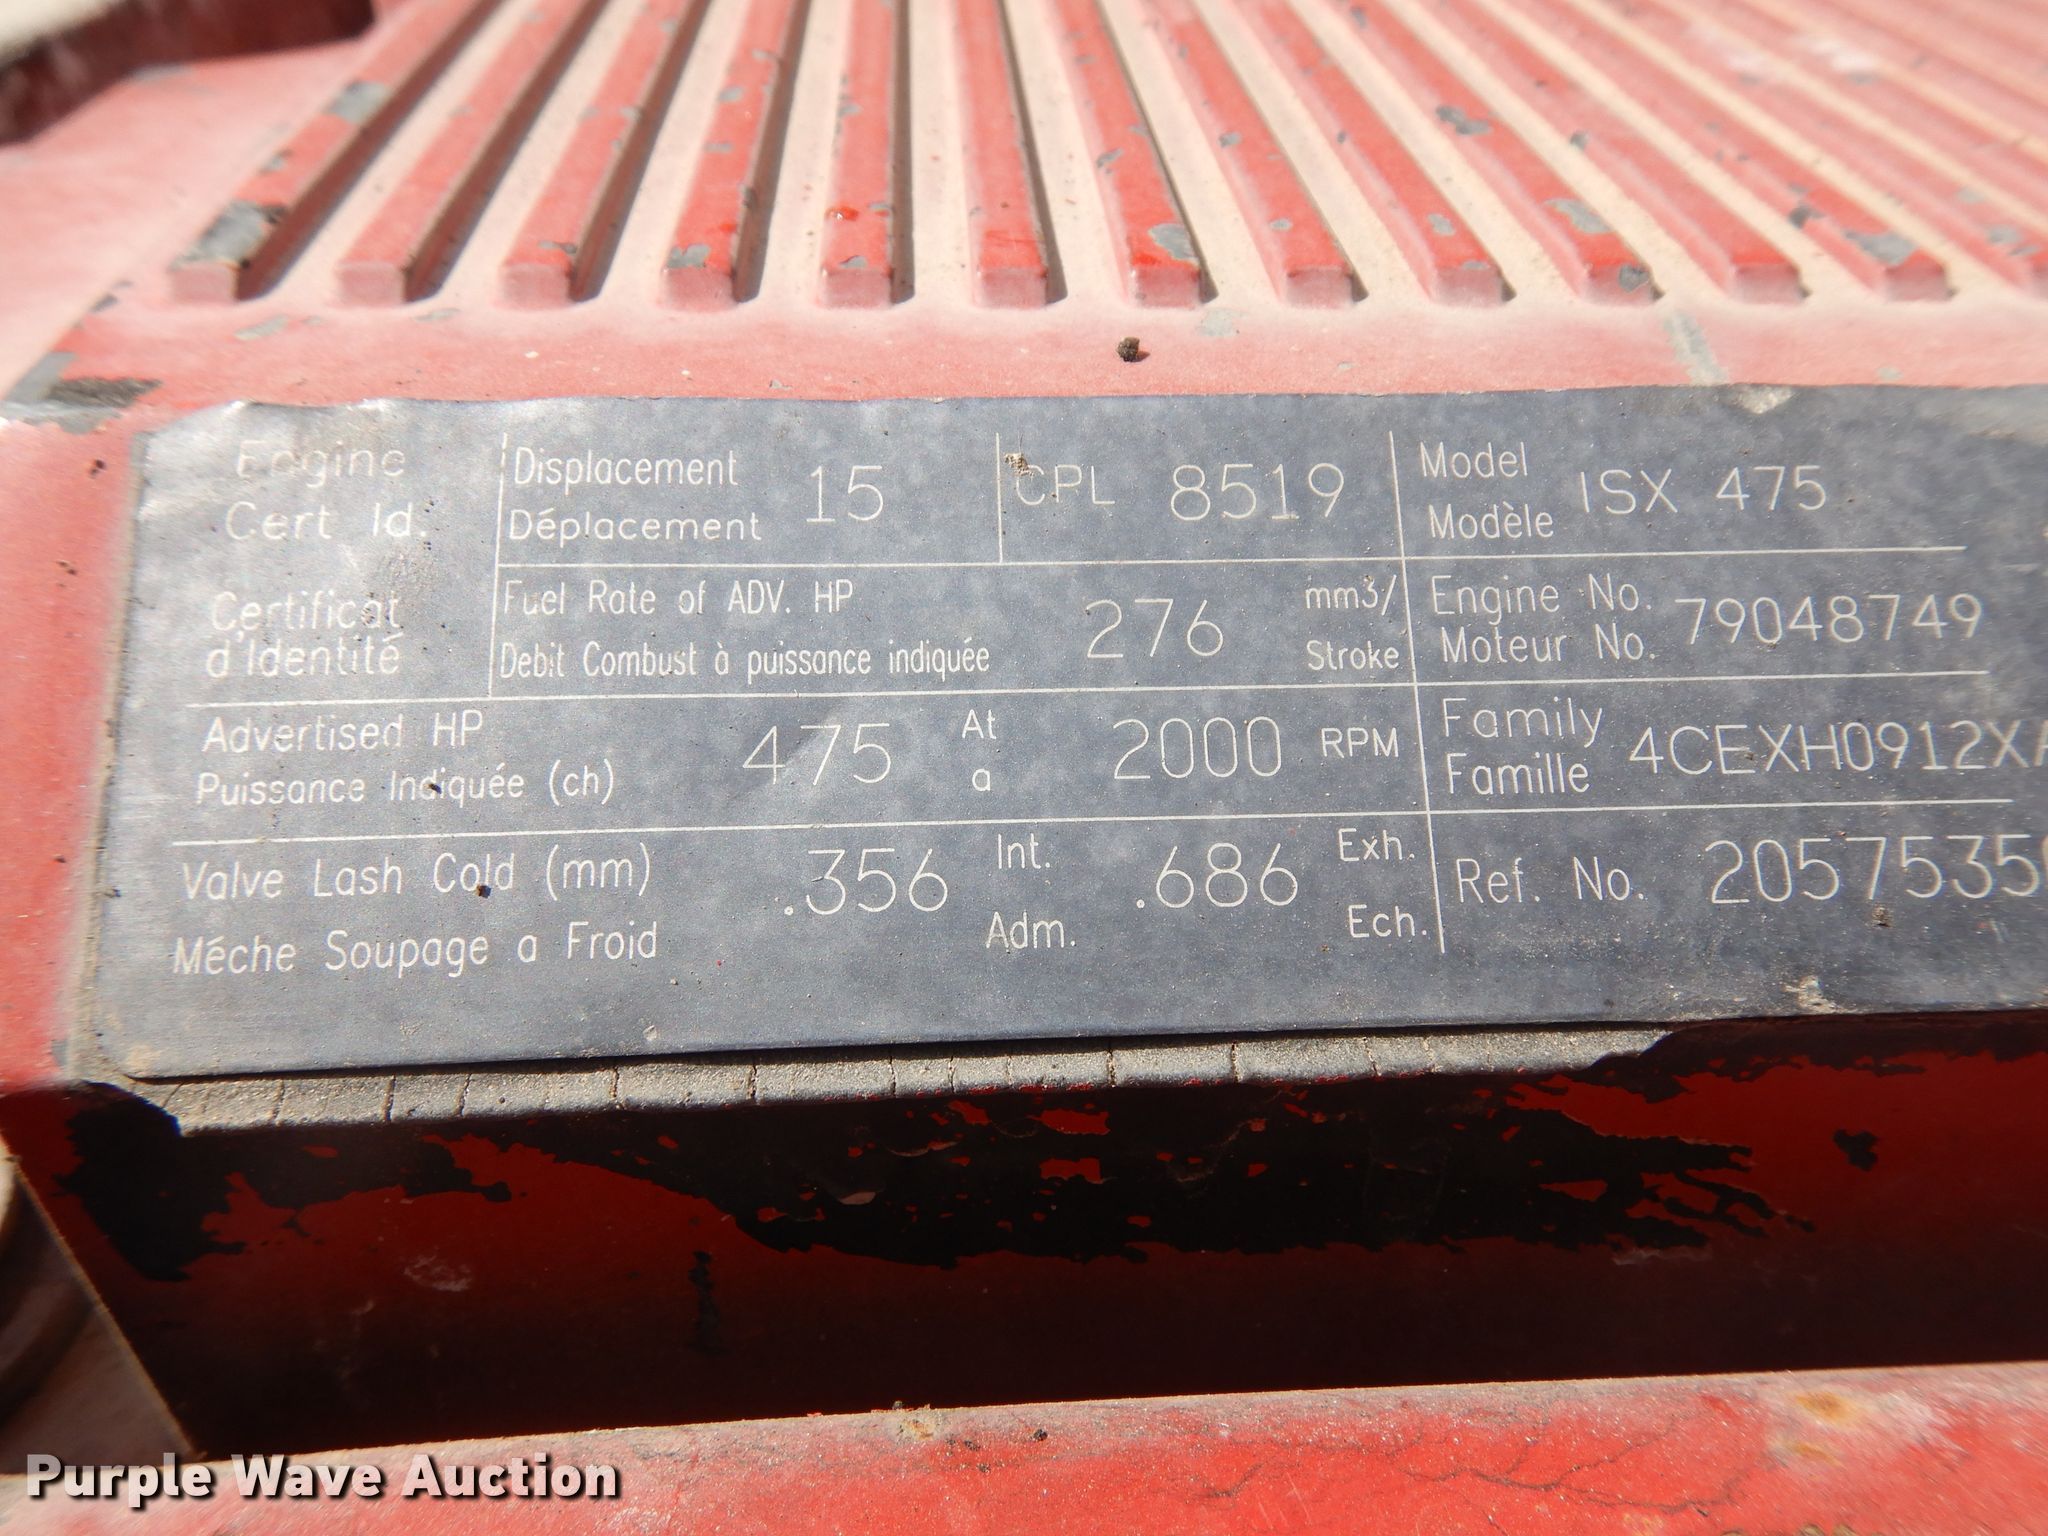 Engine
Cert Id.
Certificat
d'Identité
Displacement
Déplacement
15
CPL 8519
Model
Modèle
ISX 475
Fuel Rate of ADV. HP
Debit Combust à puissance indiquée
276
mm3/
Stroke
Engine No.
Moteur No.
79048749
Advertised HP
Puissance Indiquée (ch)
475
At
a
2000 RPM
Family
Famille
4CEXH0912XA
Valve Lash Cold (mm)
Méche Soupage a Froid
.356
Int.
Adm.
.686
Exh.
Ech.
Ref. No. 2057535
Purple Wave Auction